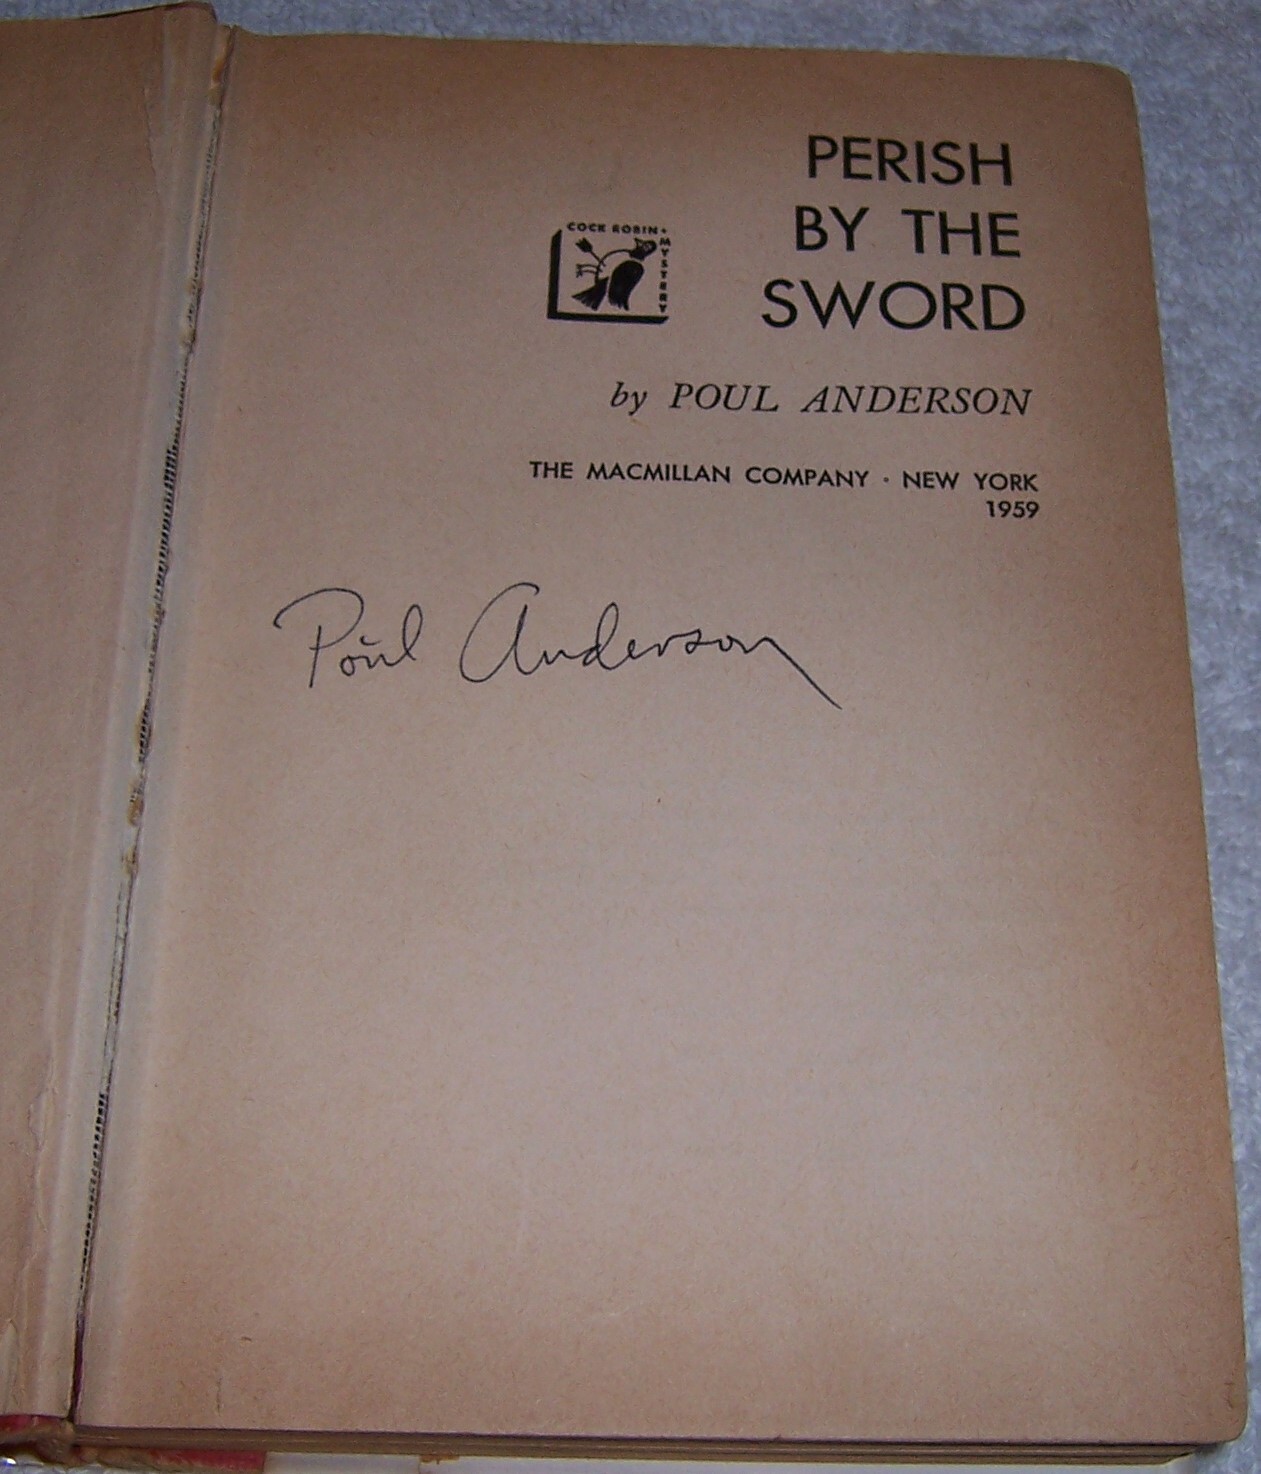 PERISH
BY THE
SWORD
COCK ROBIN
MYSTERY
by POUL ANDERSON
THE MACMILLAN COMPANY · NEW YORK
1959
Poul Anderson